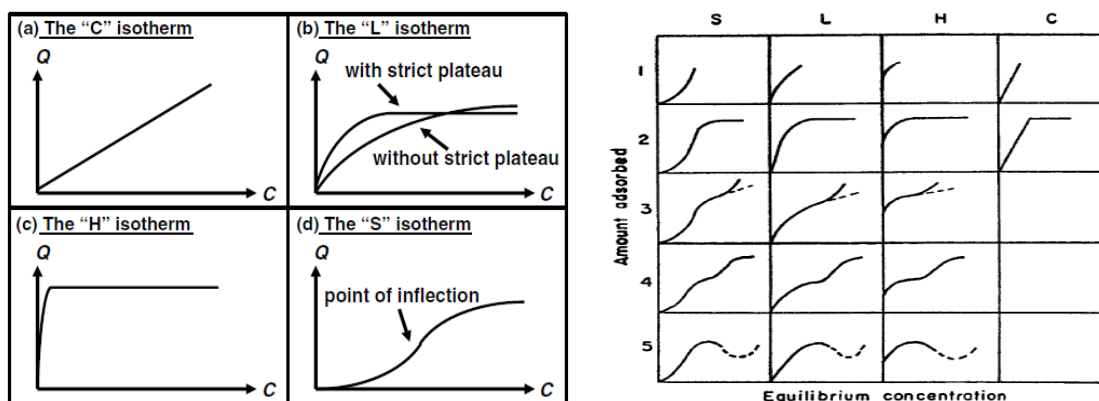 (a) The “C” isotherm
Q
C
(b) The “L” isotherm
Q
with strict plateau
without strict plateau
C
(c) The “H” isotherm
Q
C
(d) The “S” isotherm
Q
point of inflection
C
S L H C
1
2
3
4
5
Amount adsorbed
Equilibrium concentration